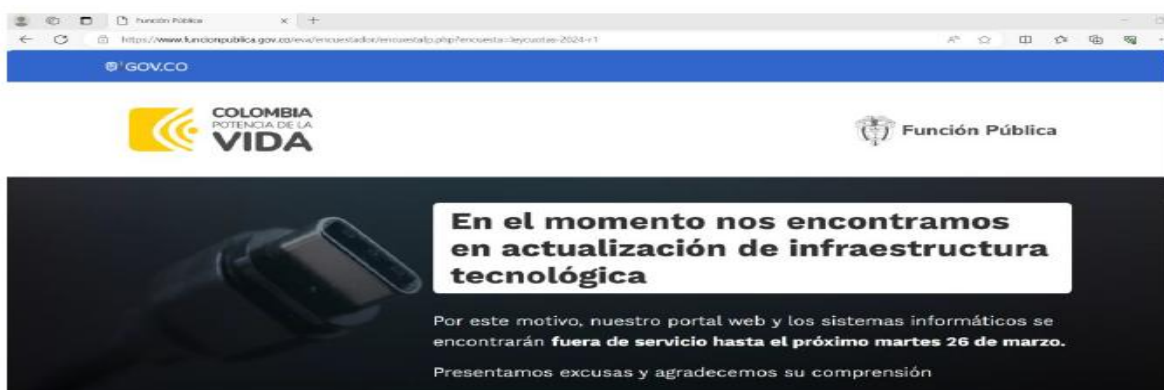 Función Pública
https://www.funcionpublica.gov.co/eva/encuestador/encuestalp.php?encuesta=leycuotas-2024-v1
GOV.CO
COLOMBIA
POTENCIA DE LA
VIDA
Función Pública
En el momento nos encontramos
en actualización de infraestructura
tecnológica
Por este motivo, nuestro portal web y los sistemas informáticos se
encontrarán fuera de servicio hasta el próximo martes 26 de marzo.
Presentamos excusas y agradecemos su comprensión